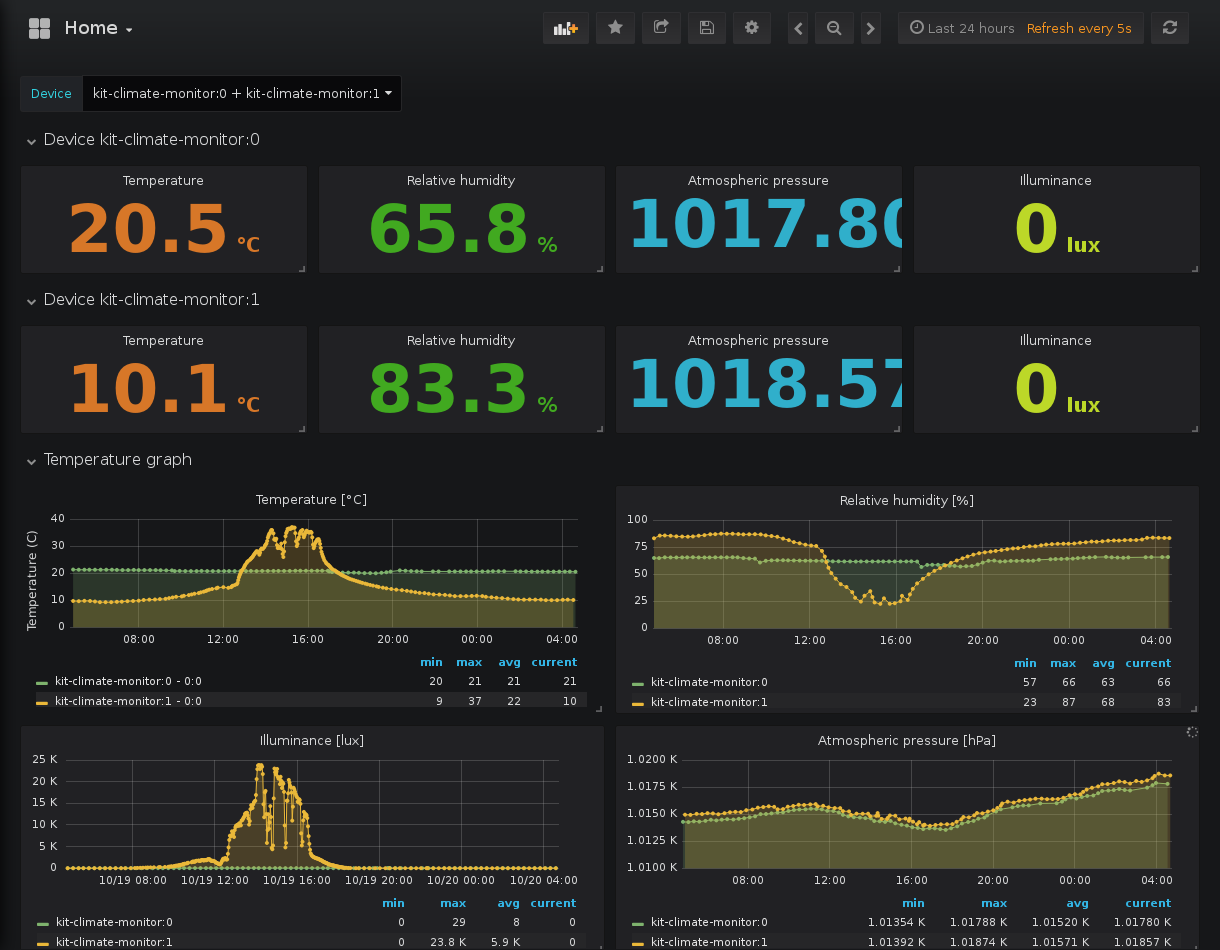 Home
Last 24 hours Refresh every 5s
Device kit-climate-monitor:0 + kit-climate-monitor:1
Device kit-climate-monitor:0
Temperature Relative humidity Atmospheric pressure Illuminance
20.5 °C 65.8 % 1017.80 0 lux
Device kit-climate-monitor:1
Temperature Relative humidity Atmospheric pressure Illuminance
10.1 °C 83.3 % 1018.57 0 lux
Temperature graph
Temperature [°C]
Temperature (C)
40
30
20
10
0
08:00 12:00 16:00 20:00 00:00 04:00
min max avg current
kit-climate-monitor:0 - 0:0 20 21 21 21
kit-climate-monitor:1 - 0:0 9 37 22 10
Relative humidity [%]
100
75
50
25
0
08:00 12:00 16:00 20:00 00:00 04:00
min max avg current
kit-climate-monitor:0 57 66 63 66
kit-climate-monitor:1 23 87 68 83
Illuminance [lux]
25 K
20 K
15 K
10 K
5 K
0
10/19 08:00 10/19 12:00 10/19 16:00 10/19 20:00 10/20 00:00 10/20 04:00
min max avg current
kit-climate-monitor:0 0 29 8 0
kit-climate-monitor:1 0 23.8 K 5.9 K 0
Atmospheric pressure [hPa]
1.0200 K
1.0175 K
1.0150 K
1.0125 K
1.0100 K
08:00 12:00 16:00 20:00 00:00 04:00
min max avg current
kit-climate-monitor:0 1.01354 K 1.01788 K 1.01520 K 1.01780 K
kit-climate-monitor:1 1.01392 K 1.01874 K 1.01571 K 1.01857 K